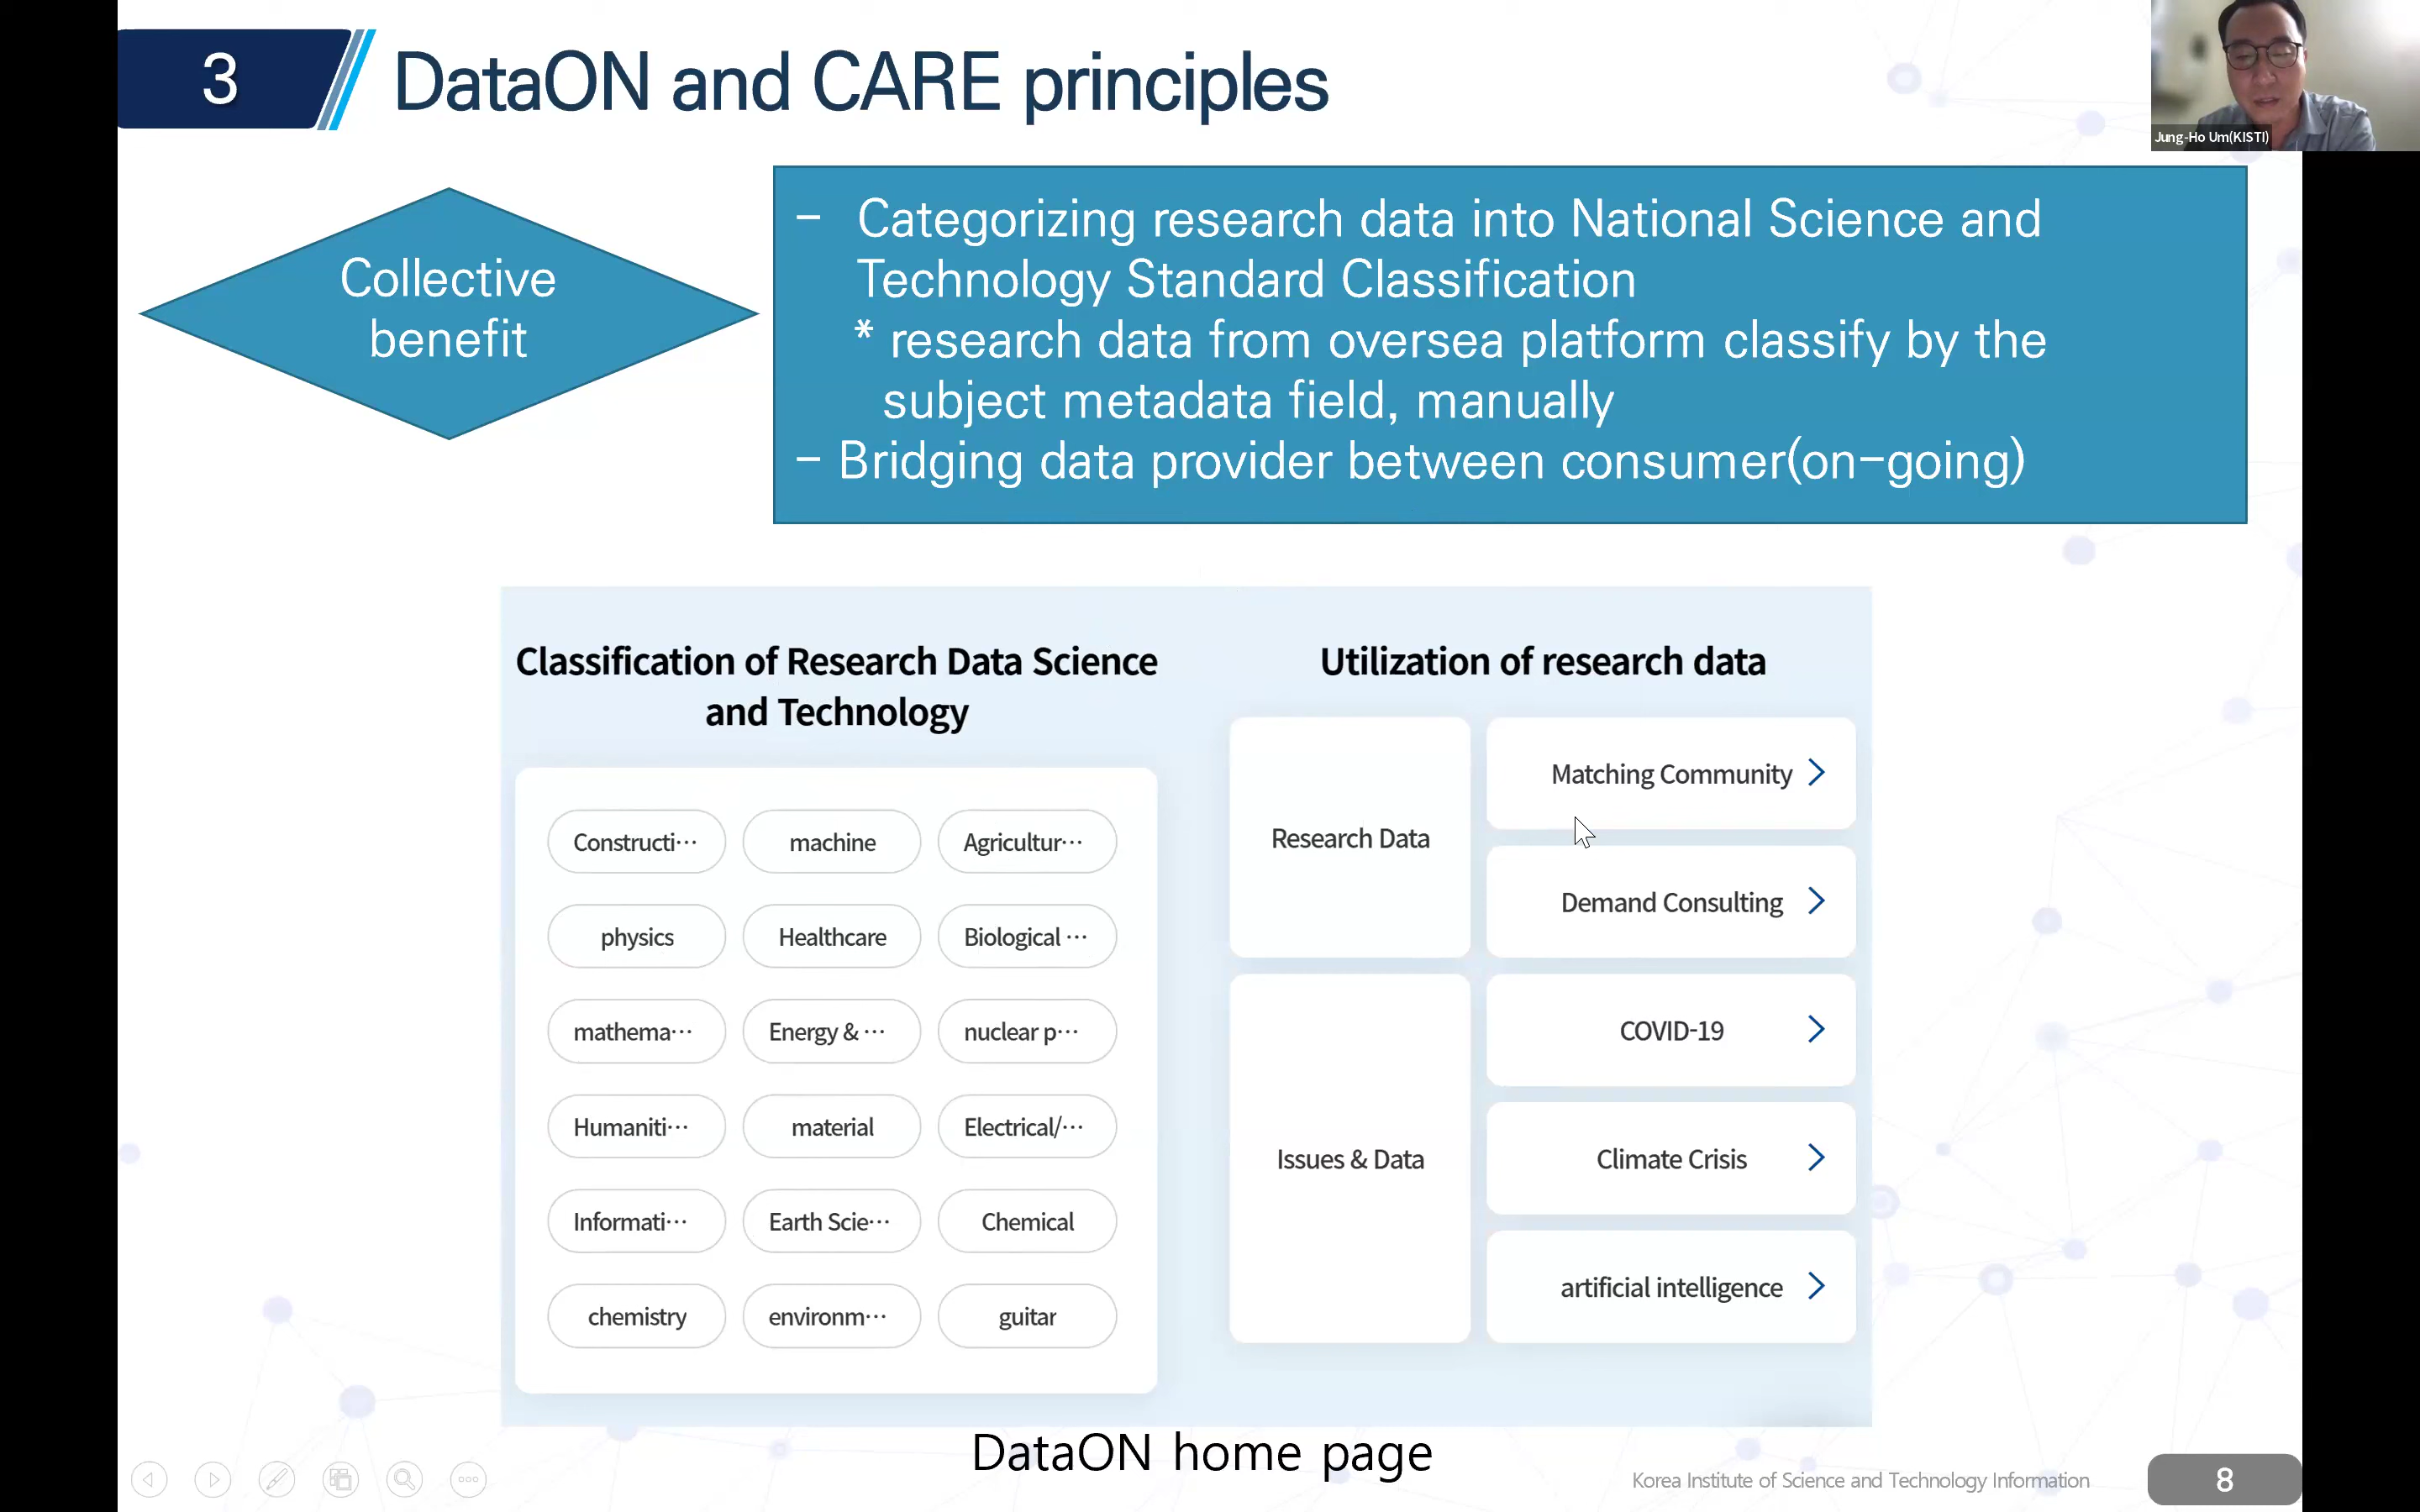 3
DataON and CARE principles
Jung-Ho Um(KISTI)
Collective
benefit
- Categorizing research data into National Science and
Technology Standard Classification
* research data from oversea platform classify by the
subject metadata field, manually
- Bridging data provider between consumer(on-going)
Classification of Research Data Science
and Technology
Constructi···
machine
Agricultur···
physics
Healthcare
Biological ···
mathema···
Energy & ···
nuclear p···
Humaniti···
material
Electrical/···
Informati···
Earth Scie···
Chemical
chemistry
environm···
guitar
Utilization of research data
Research Data
Matching Community
Demand Consulting
Issues & Data
COVID-19
Climate Crisis
artificial intelligence
DataON home page
Korea Institute of Science and Technology Information
8